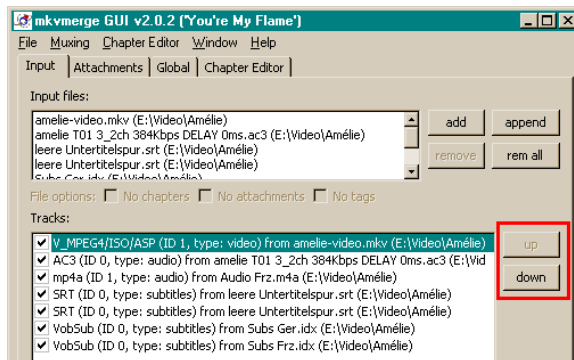 mkvmerge GUI v2.0.2 ('You're My Flame')
File Muxing Chapter Editor Window Help
Input Attachments Global Chapter Editor
Input files:
amelie-video.mkv (E:\Video\Amélie)
amelie T01 3_2ch 384Kbps DELAY 0ms.ac3 (E:\Video\Amélie)
leere Untertitelspur.srt (E:\Video\Amélie)
leere Untertitelspur.srt (E:\Video\Amélie)
Subs Ger.idx (E:\Video\Amélie)
add append
remove rem all
File options: No chapters No attachments No tags
Tracks:
V_MPEG4/ISO/ASP (ID 1, type: video) from amelie-video.mkv (E:\Video\Amélie)
AC3 (ID 0, type: audio) from amelie T01 3_2ch 384Kbps DELAY 0ms.ac3 (E:\Vid
mp4a (ID 1, type: audio) from Audio Frz.m4a (E:\Video\Amélie)
SRT (ID 0, type: subtitles) from leere Untertitelspur.srt (E:\Video\Amélie)
SRT (ID 0, type: subtitles) from leere Untertitelspur.srt (E:\Video\Amélie)
VobSub (ID 0, type: subtitles) from Subs Ger.idx (E:\Video\Amélie)
VobSub (ID 0, type: subtitles) from Subs Frz.idx (E:\Video\Amélie)
up
down